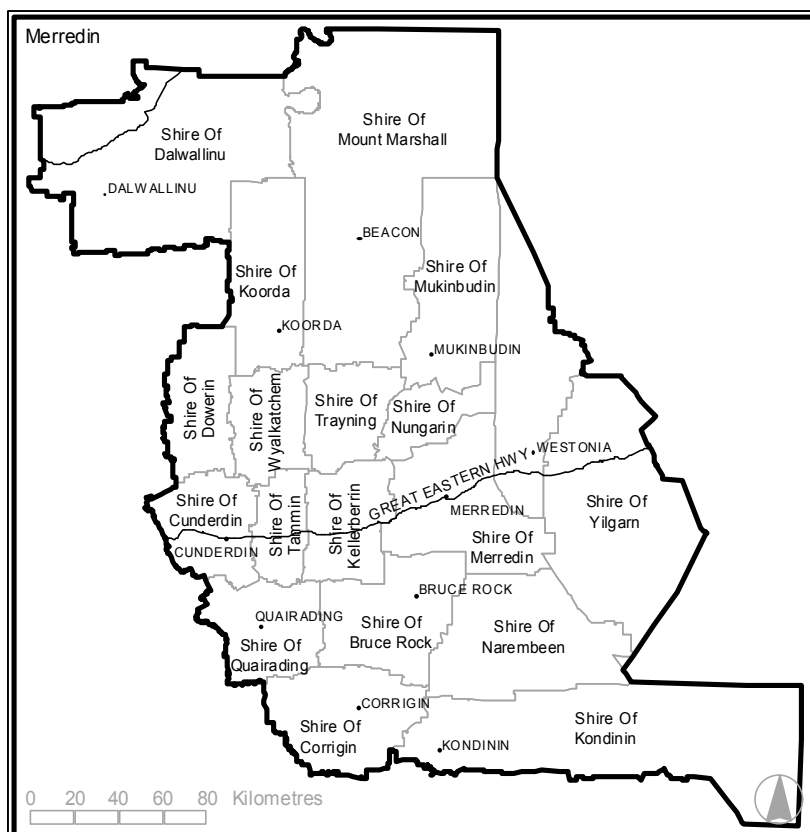 Merredin
Shire Of
Mount Marshall
Shire Of
Dalwallinu
DALWALLINU
BEACON
Shire Of
Koorda
Shire Of
Mukinbudin
KOORDA
MUKINBUDIN
Shire Of
Dowerin
Shire Of
Wyalkatchem
Shire Of
Trayning
Shire Of
Nungarin
WESTONIA
GREAT EASTERN HWY
Shire Of
Cunderdin
Shire Of
Tammin
Shire Of
Kellerberrin
MERREDIN
Shire Of
Yilgarn
CUNDERDIN
Shire Of
Merredin
BRUCE ROCK
QUAIRADING
Shire Of
Bruce Rock
Shire Of
Narembeen
Shire Of
Quairading
CORRIGIN
Shire Of
Corrigin
Shire Of
Kondinin
KONDININ
0 20 40 60 80 Kilometres